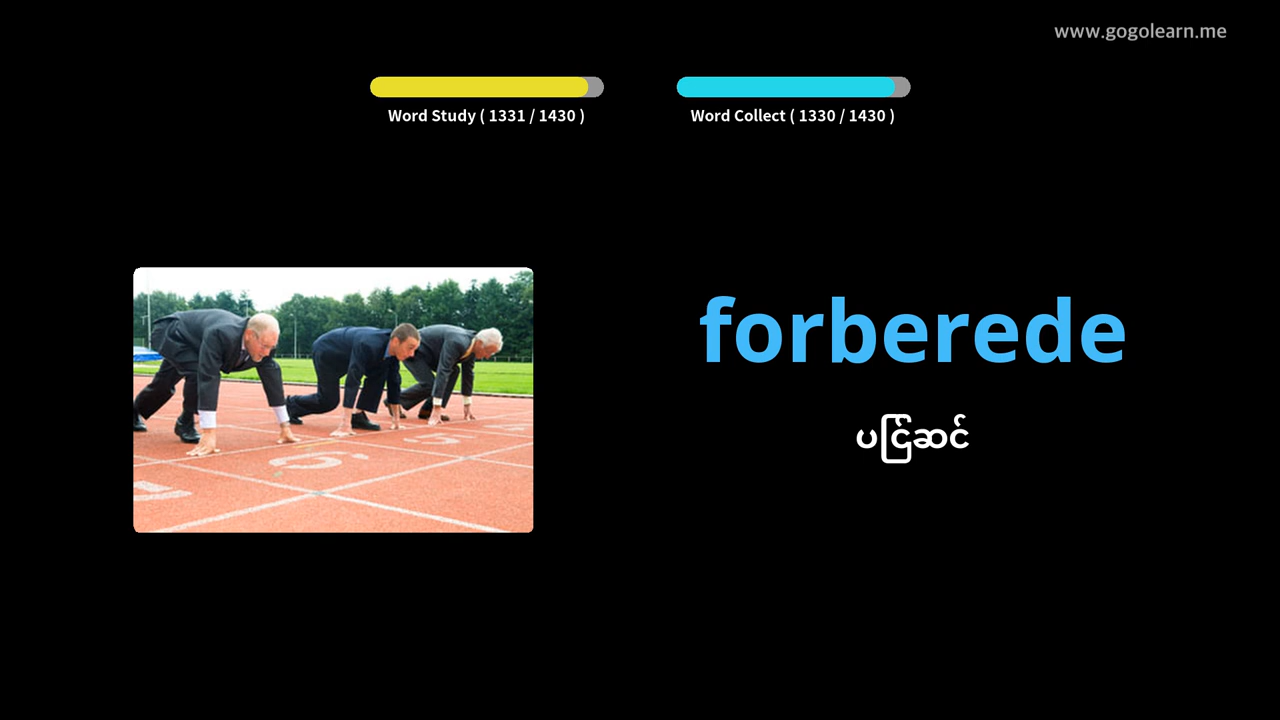 www.gogolearn.me
Word Study ( 1331 / 1430 )
Word Collect ( 1330 / 1430 )
forberede
ပြင်ဆင်